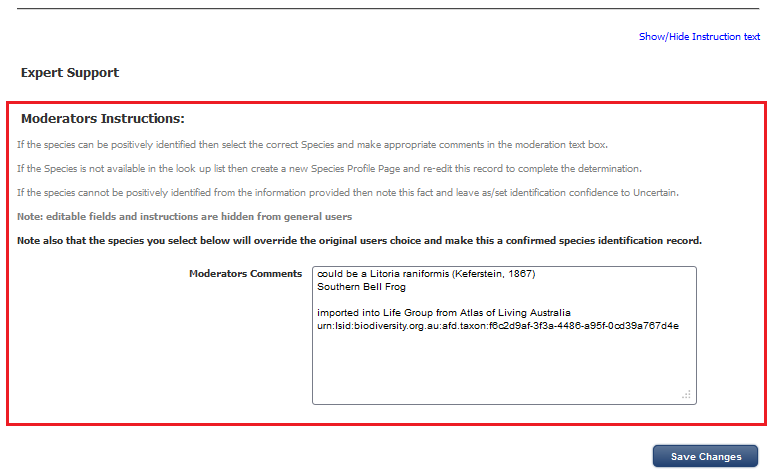 Show/Hide Instruction text
Expert Support
Moderators Instructions:
If the species can be positively identified then select the correct Species and make appropriate comments in the moderation text box.
If the Species is not available in the look up list then create a new Species Profile Page and re-edit this record to complete the determination.
If the species cannot be positively identified from the information provided then note this fact and leave as/set identification confidence to Uncertain.
Note: editable fields and instructions are hidden from general users
Note also that the species you select below will override the original users choice and make this a confirmed species identification record.
Moderators Comments
could be a Litoria raniformis (Keferstein, 1867)
Southern Bell Frog
imported into Life Group from Atlas of Living Australia
urn:lsid:biodiversity.org.au:afd.taxon:f6c2d9af-3f3a-4486-a95f-0cd39a767d4e
Save Changes